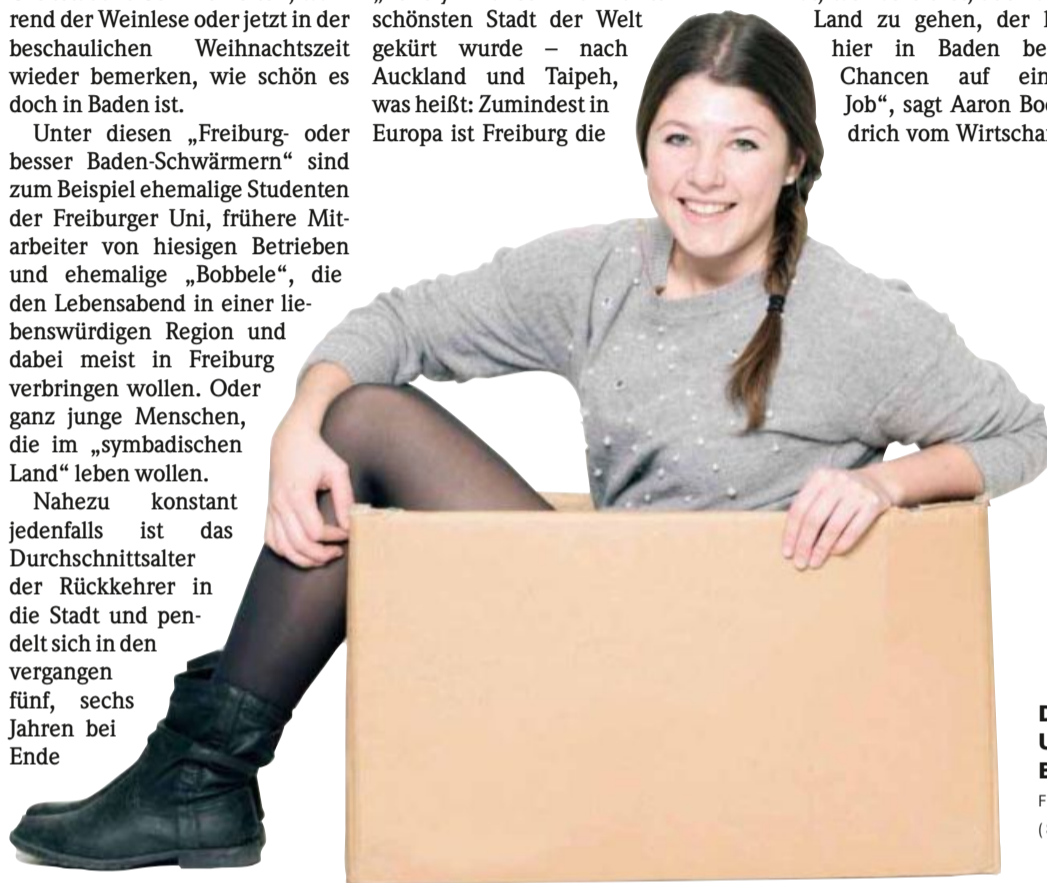 rend der Weinlese oder jetzt in der
beschaulichen Weihnachtszeit
wieder bemerken, wie schön es
doch in Baden ist.
Unter diesen „Freiburg- oder
besser Baden-Schwärmern“ sind
zum Beispiel ehemalige Studenten
der Freiburger Uni, frühere Mit-
arbeiter von hiesigen Betrieben
und ehemalige „Bobbele“, die
den Lebensabend in einer lie-
benswürdigen Region und
dabei meist in Freiburg
verbringen wollen. Oder
ganz junge Menschen,
die im „symbadischen
Land“ leben wollen.
Nahezu konstant
jedenfalls ist das
Durchschnittsalter
der Rückkehrer in
die Stadt und pen-
delt sich in den
vergangen
fünf, sechs
Jahren bei
Ende
schönsten Stadt der Welt
gekürt wurde – nach
Auckland und Taipeh,
was heißt: Zumindest in
Europa ist Freiburg die
Land zu gehen, der
hier in Baden be
Chancen auf ein
Job“, sagt Aaron Boe
drich vom Wirtscha